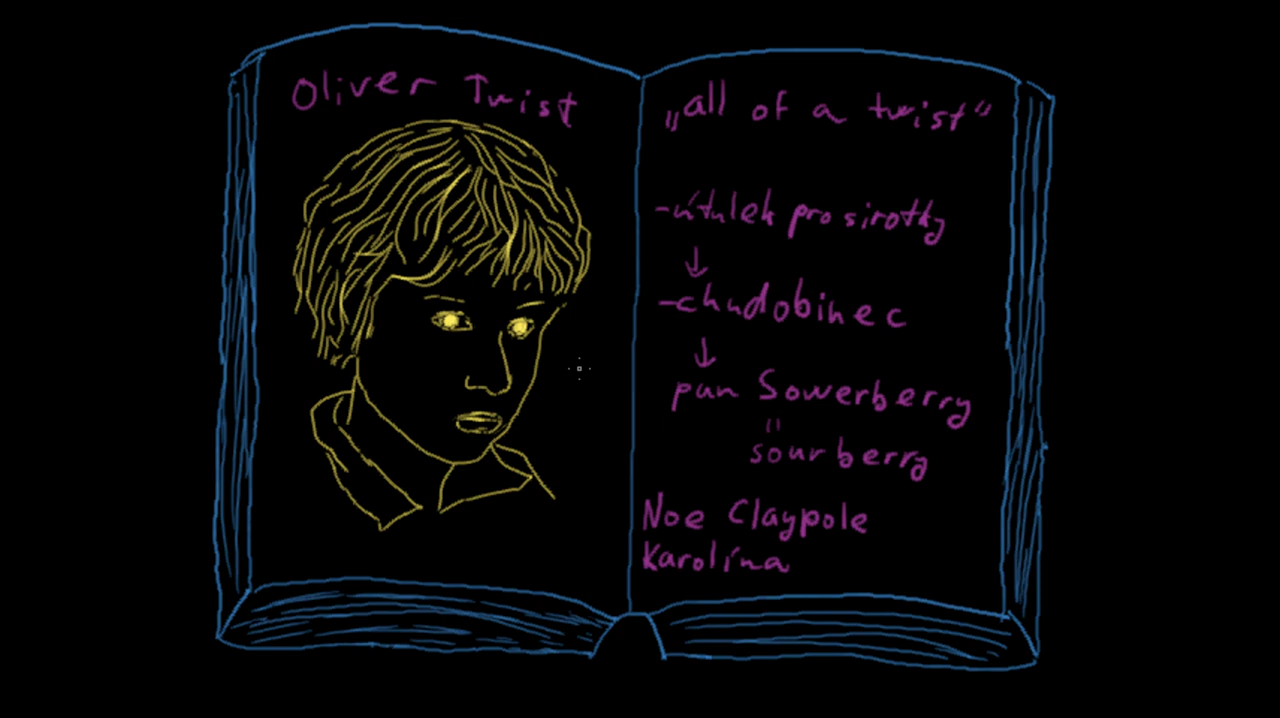 Oliver Twist
„all of a twist"
-útulek pro sirotky
↓
-chudobinec
↓
pan Sowerberry
"
sourberry
Noe Claypole
Karolína